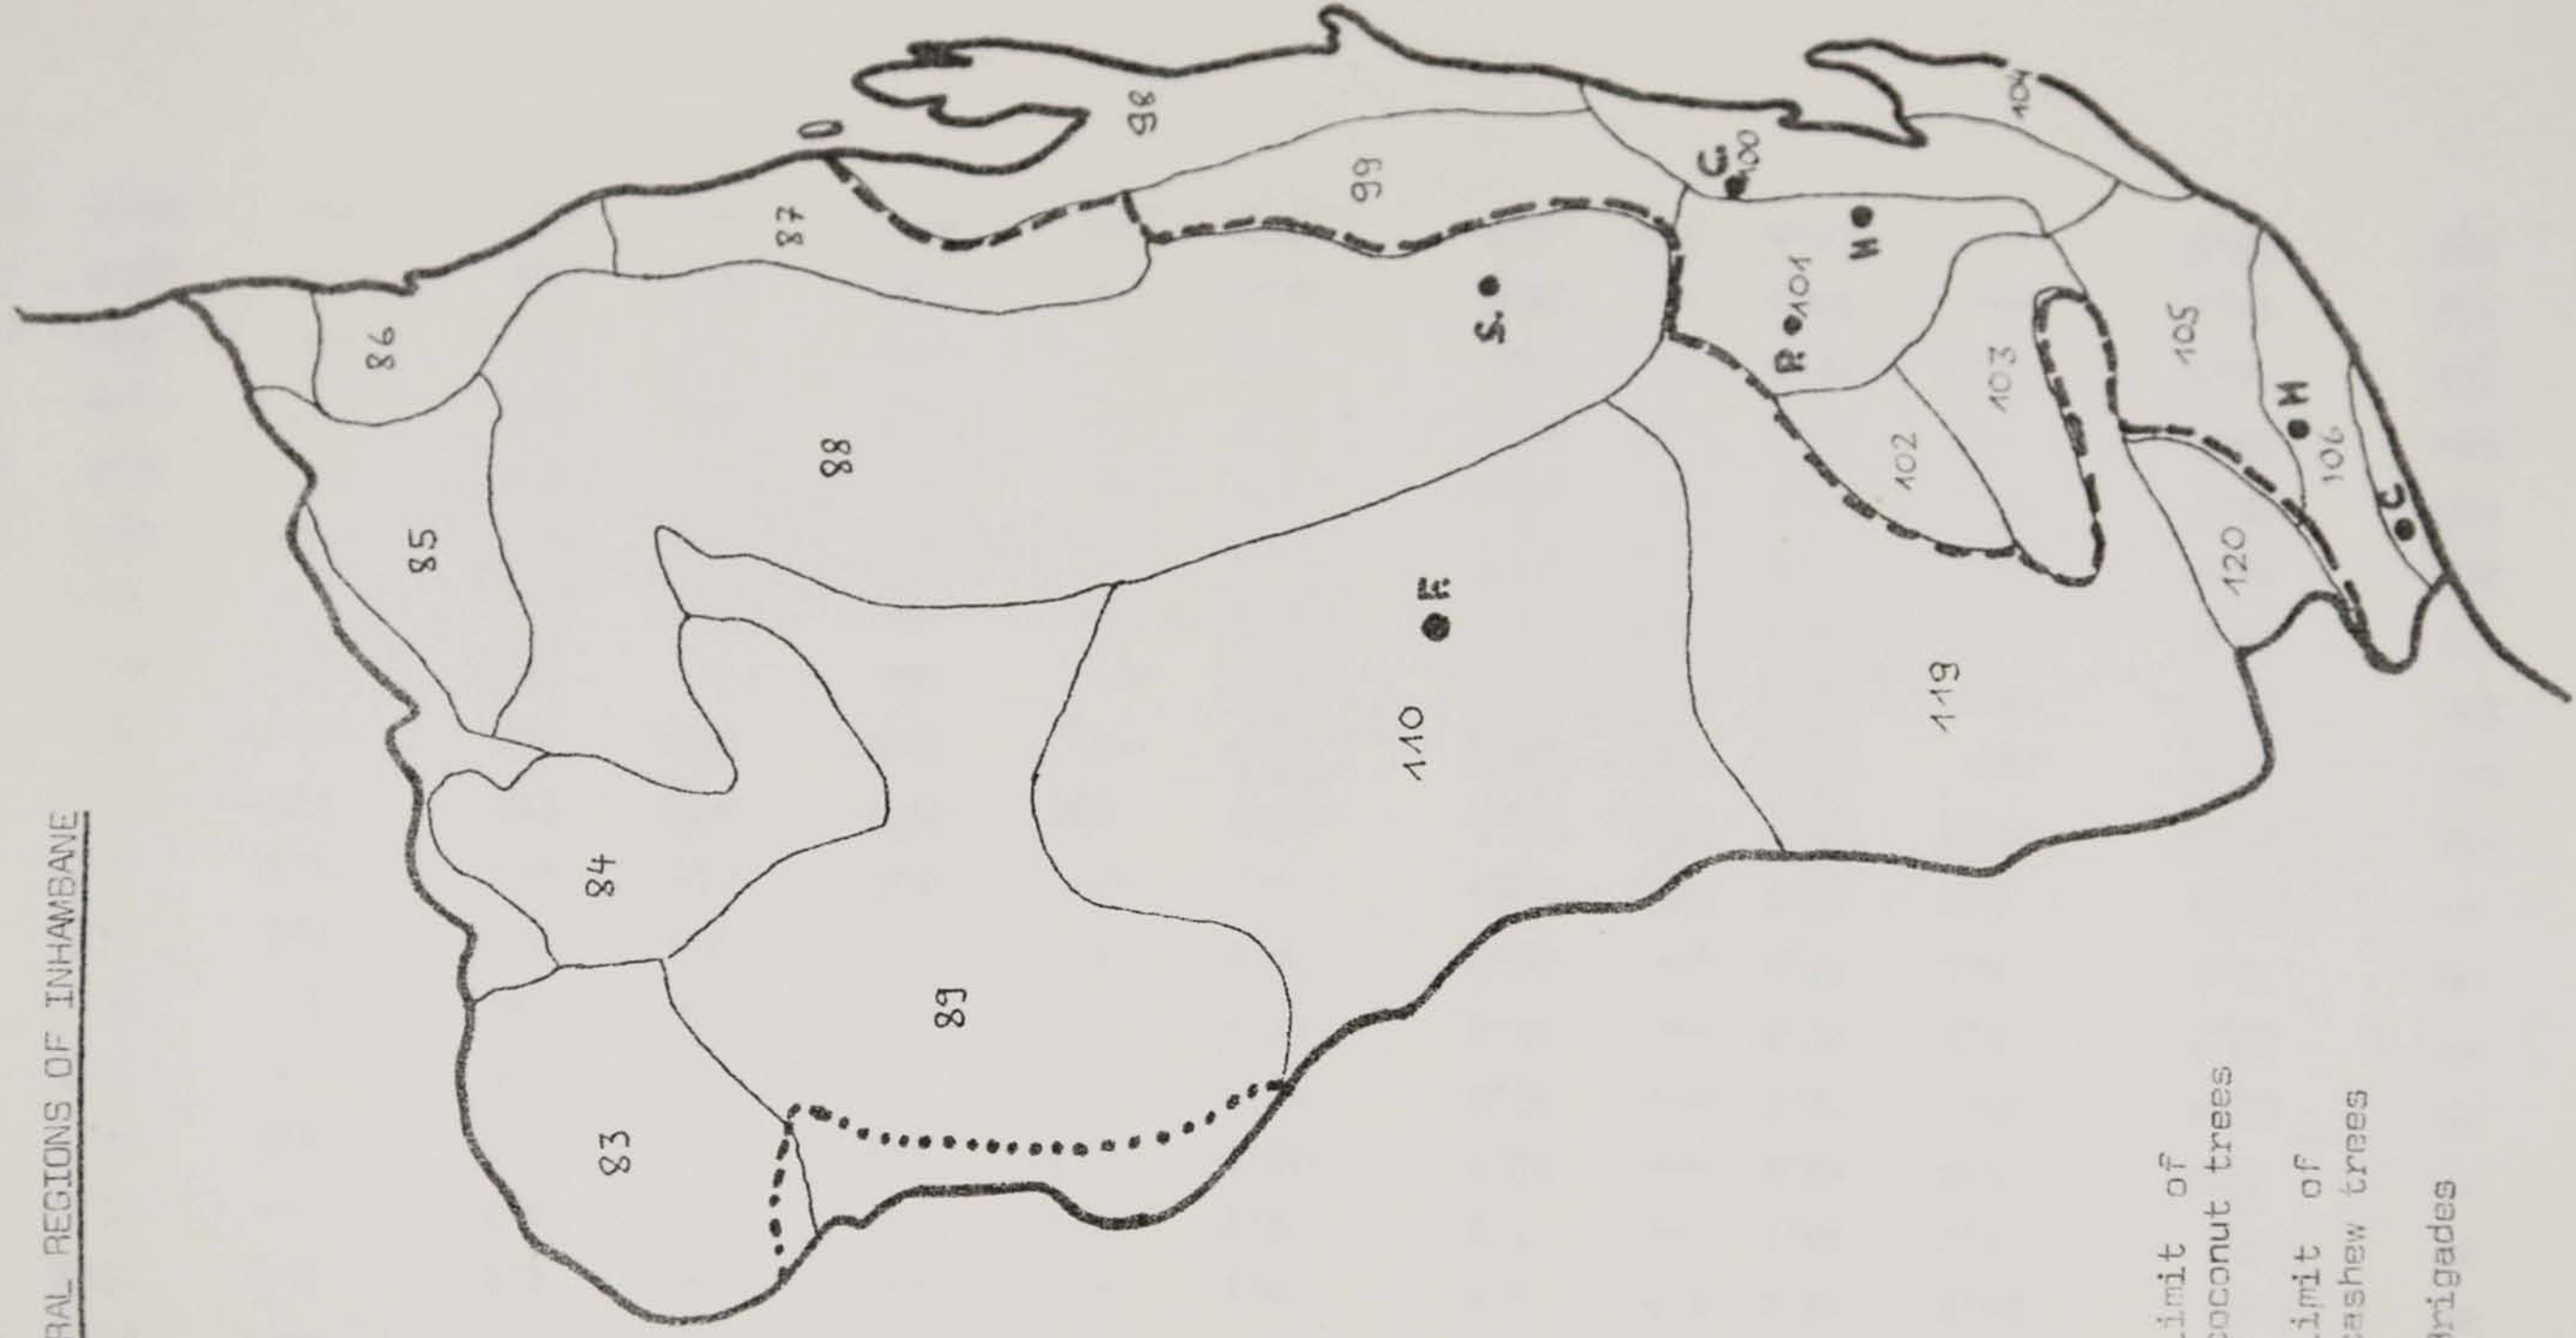 RAL REGIONS OF INHAMBANE
86
87
98
99
G.
100
104
85
88
S.
R
101
H
102
103
105
M
106
C
84
F.
110
119
120
83
89
imit of
oconut trees
imit of
ashew trees
rigades